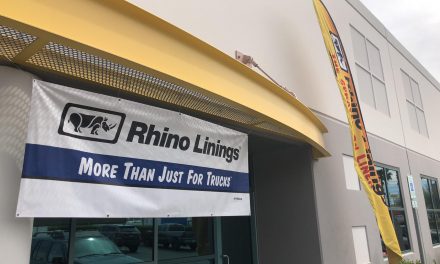 Rhino Linings®
MORE THAN JUST FOR TRUCKS